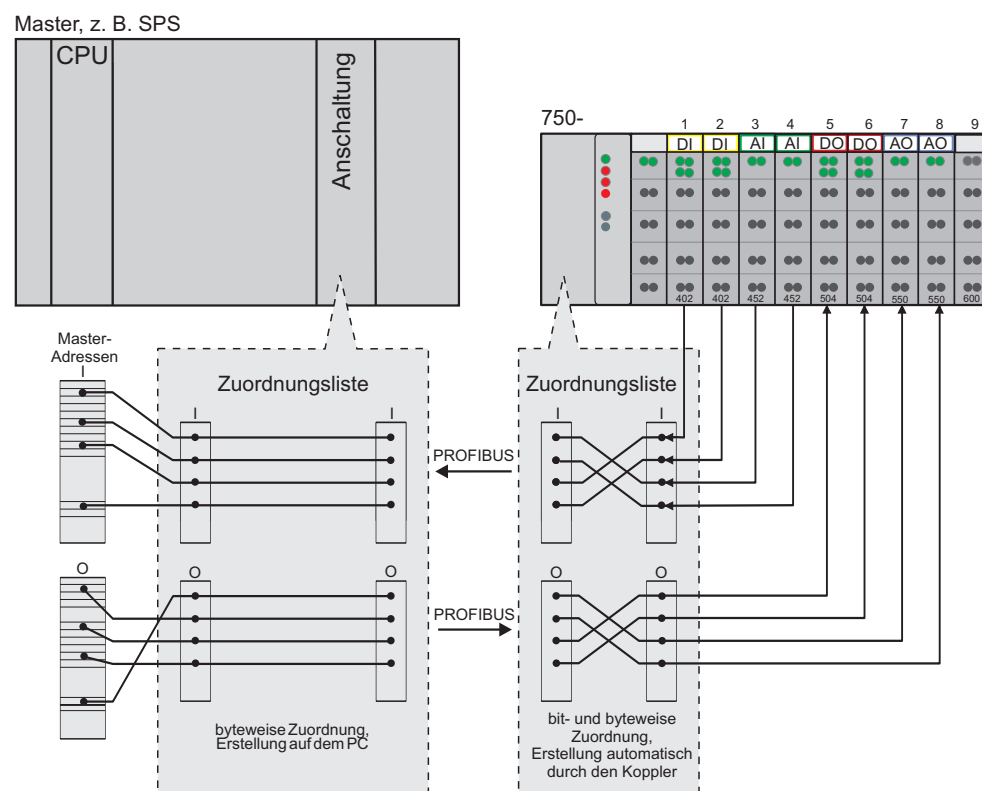 Master, z. B. SPS
CPU
Anschaltung
750-
1 2 3 4 5 6 7 8 9
DI DI AI AI DO DO AO AO
402 402 452 452 504 504 550 550 600
Master-
Adressen
I
Zuordnungsliste
I I
Zuordnungsliste
I I
PROFIBUS
O
O O
O O
PROFIBUS
byteweise Zuordnung,
Erstellung auf dem PC
bit- und byteweise
Zuordnung,
Erstellung automatisch
durch den Koppler